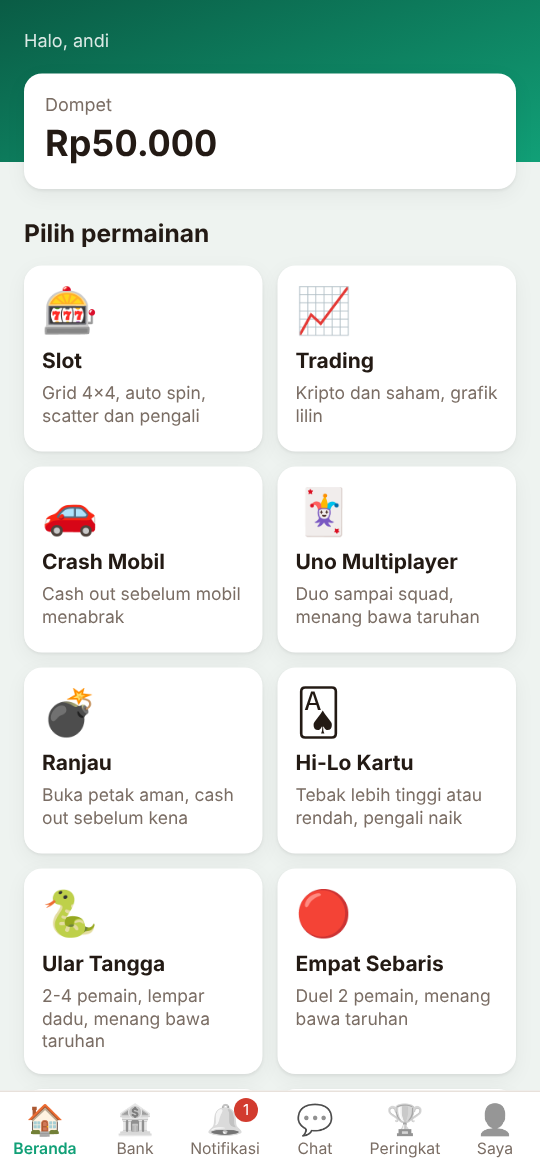 Halo, andi
Dompet
Rp50.000
Pilih permainan
Slot
Grid 4×4, auto spin,
scatter dan pengali
Trading
Kripto dan saham, grafik
lilin
Crash Mobil
Cash out sebelum mobil
menabrak
Uno Multiplayer
Duo sampai squad,
menang bawa taruhan
Ranjau
Buka petak aman, cash
out sebelum kena
A
Hi-Lo Kartu
Tebak lebih tinggi atau
rendah, pengali naik
Ular Tangga
2-4 pemain, lempar
dadu, menang bawa
taruhan
Empat Sebaris
Duel 2 pemain, menang
bawa taruhan
1
Beranda
Bank
Notifikasi
Chat
Peringkat
Saya